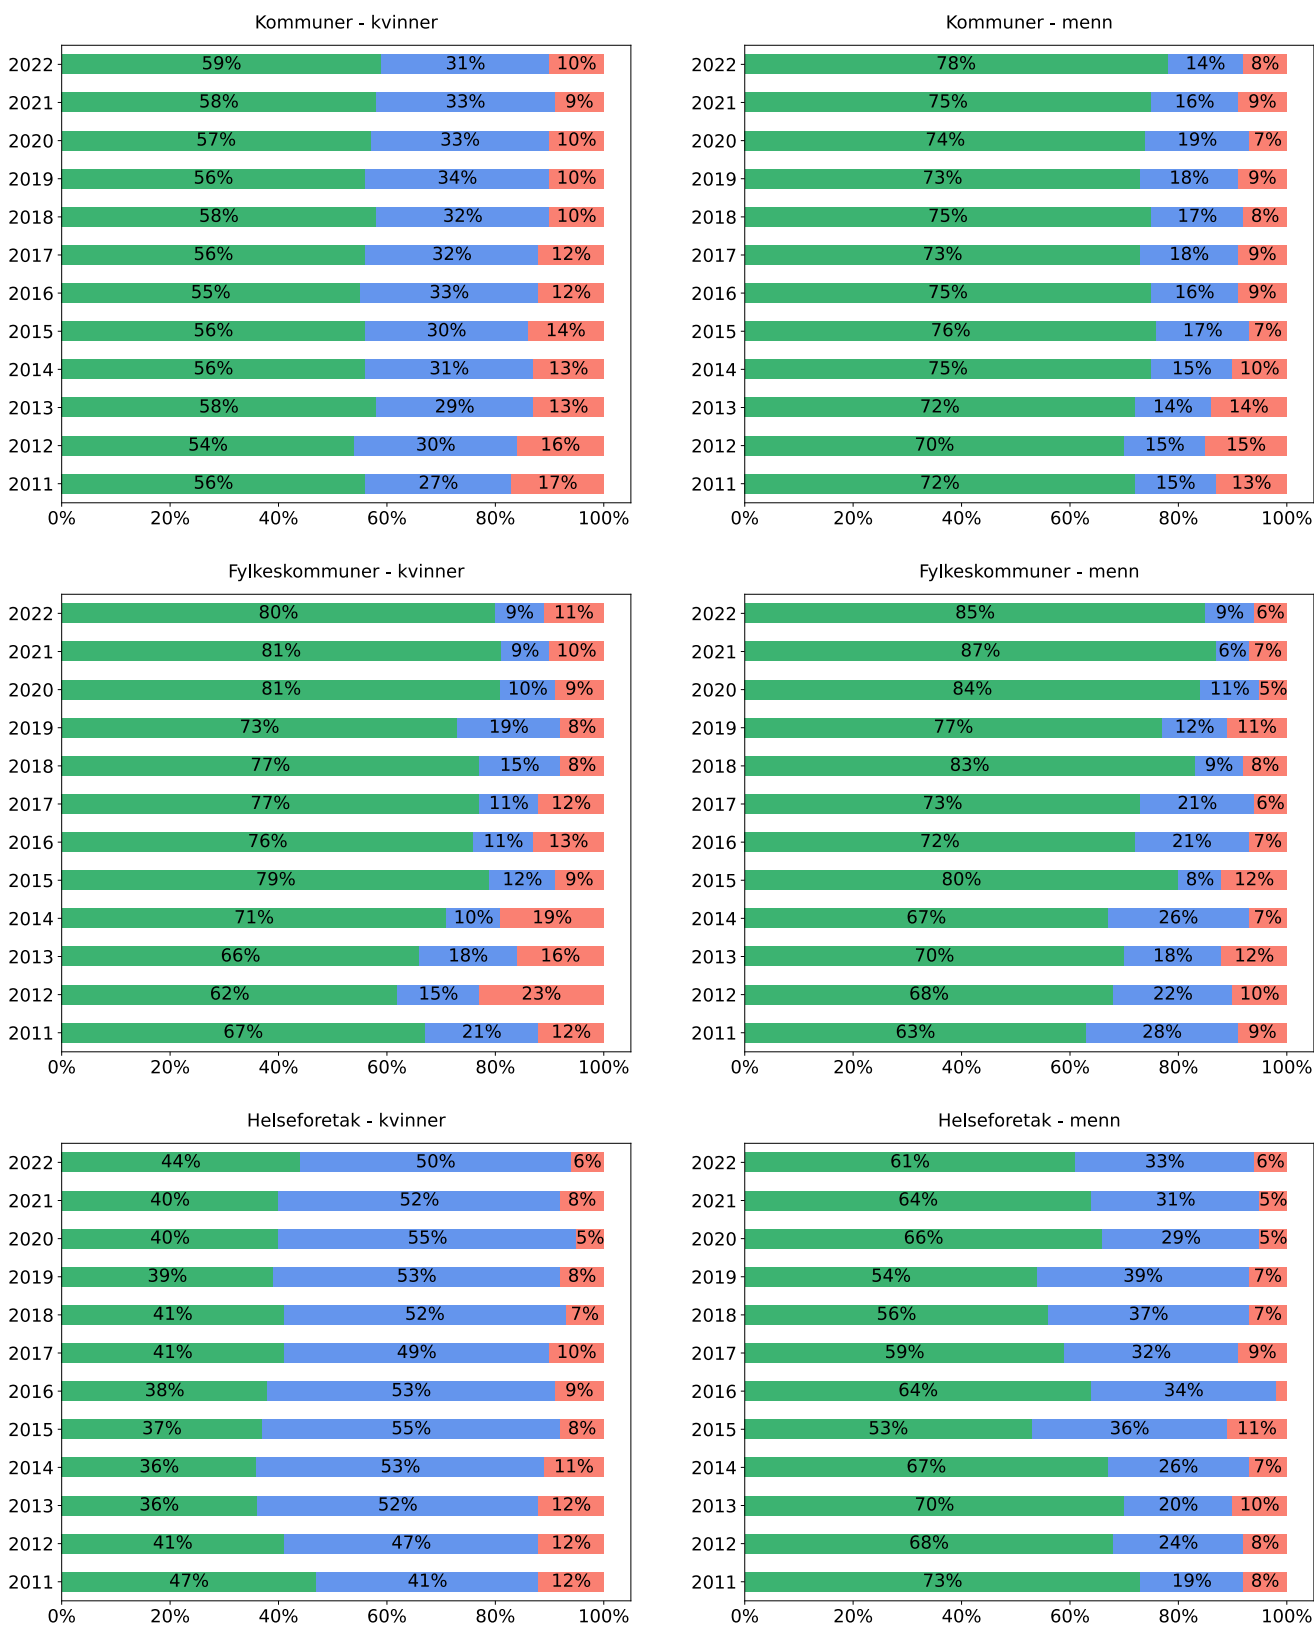 Kommuner - kvinner
2022 59% 31% 10%
2021 58% 33% 9%
2020 57% 33% 10%
2019 56% 34% 10%
2018 58% 32% 10%
2017 56% 32% 12%
2016 55% 33% 12%
2015 56% 30% 14%
2014 56% 31% 13%
2013 58% 29% 13%
2012 54% 30% 16%
2011 56% 27% 17%
0% 20% 40% 60% 80% 100%
Kommuner - menn
2022 78% 14% 8%
2021 75% 16% 9%
2020 74% 19% 7%
2019 73% 18% 9%
2018 75% 17% 8%
2017 73% 18% 9%
2016 75% 16% 9%
2015 76% 17% 7%
2014 75% 15% 10%
2013 72% 14% 14%
2012 70% 15% 15%
2011 72% 15% 13%
0% 20% 40% 60% 80% 100%
Fylkeskommuner - kvinner
2022 80% 9% 11%
2021 81% 9% 10%
2020 81% 10% 9%
2019 73% 19% 8%
2018 77% 15% 8%
2017 77% 11% 12%
2016 76% 11% 13%
2015 79% 12% 9%
2014 71% 10% 19%
2013 66% 18% 16%
2012 62% 15% 23%
2011 67% 21% 12%
0% 20% 40% 60% 80% 100%
Fylkeskommuner - menn
2022 85% 9% 6%
2021 87% 6% 7%
2020 84% 11% 5%
2019 77% 12% 11%
2018 83% 9% 8%
2017 73% 21% 6%
2016 72% 21% 7%
2015 80% 8% 12%
2014 67% 26% 7%
2013 70% 18% 12%
2012 68% 22% 10%
2011 63% 28% 9%
0% 20% 40% 60% 80% 100%
Helseforetak - kvinner
2022 44% 50% 6%
2021 40% 52% 8%
2020 40% 55% 5%
2019 39% 53% 8%
2018 41% 52% 7%
2017 41% 49% 10%
2016 38% 53% 9%
2015 37% 55% 8%
2014 36% 53% 11%
2013 36% 52% 12%
2012 41% 47% 12%
2011 47% 41% 12%
0% 20% 40% 60% 80% 100%
Helseforetak - menn
2022 61% 33% 6%
2021 64% 31% 5%
2020 66% 29% 5%
2019 54% 39% 7%
2018 56% 37% 7%
2017 59% 32% 9%
2016 64% 34%
2015 53% 36% 11%
2014 67% 26% 7%
2013 70% 20% 10%
2012 68% 24% 8%
2011 73% 19% 8%
0% 20% 40% 60% 80% 100%